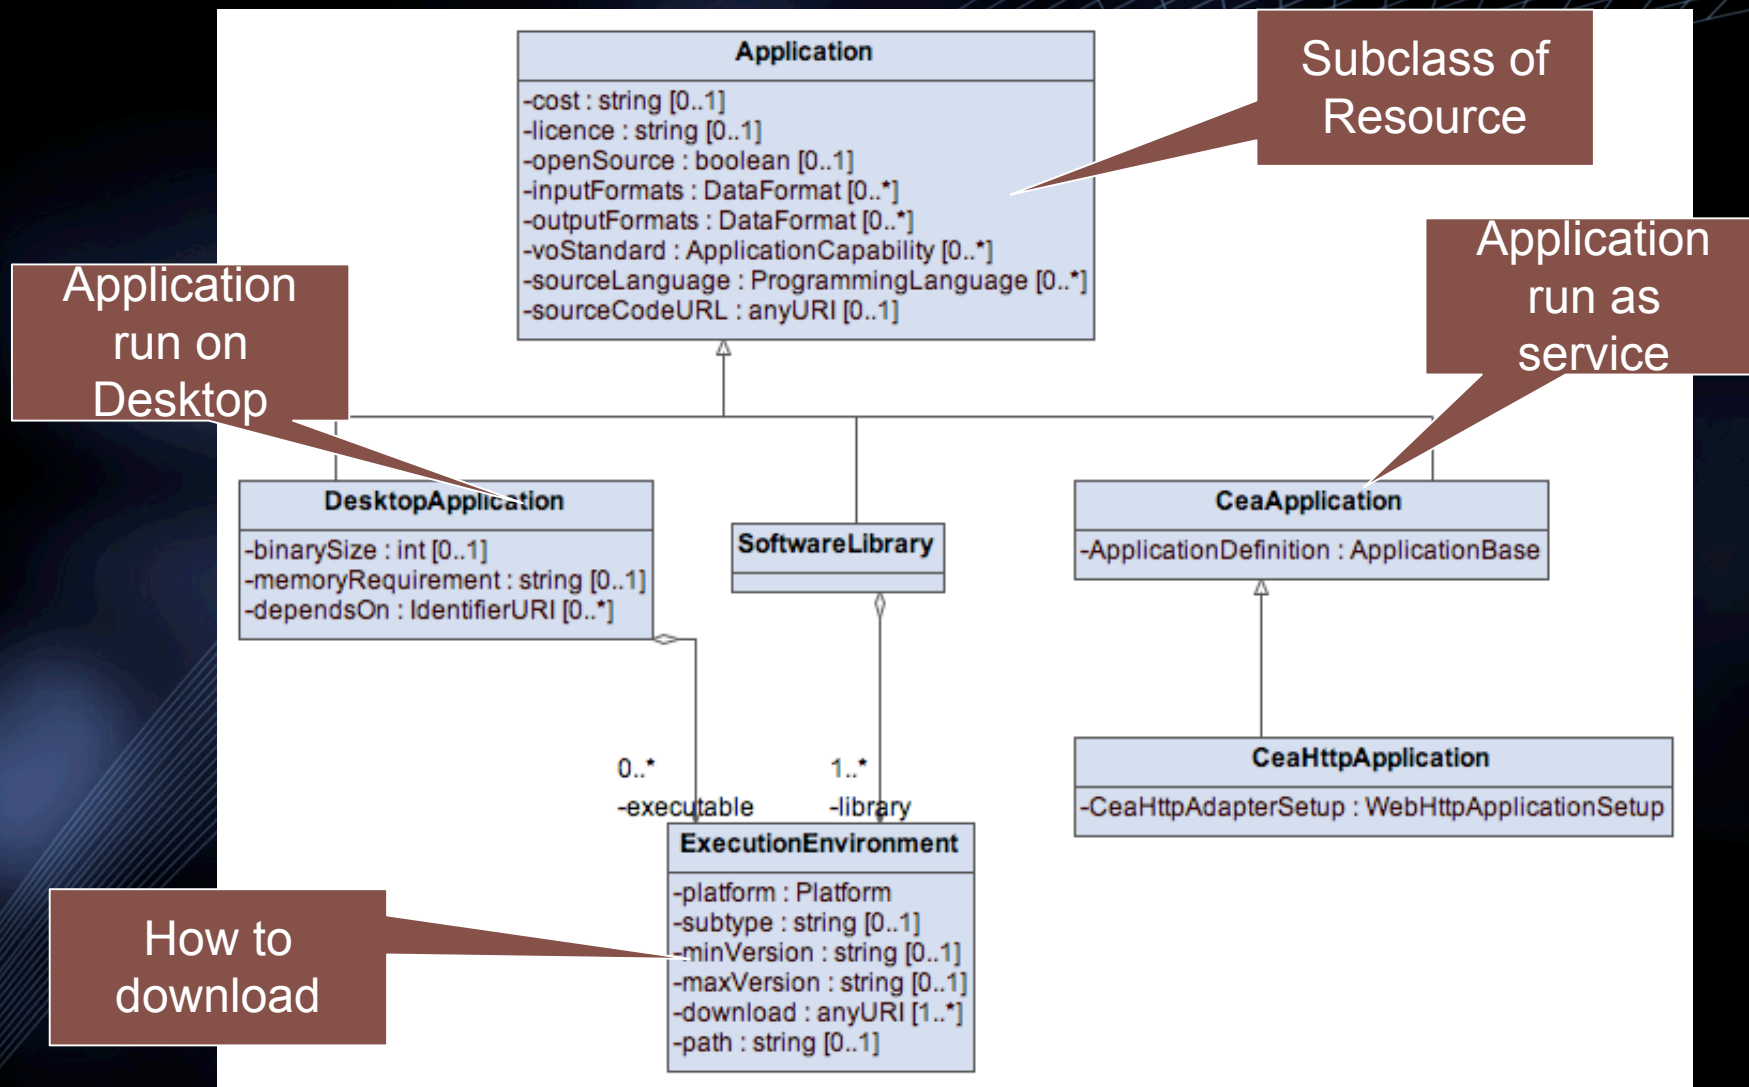 Application
-cost : string [0..1]
-licence : string [0..1]
-openSource : boolean [0..1]
-inputFormats : DataFormat [0..*]
-outputFormats : DataFormat [0..*]
-voStandard : ApplicationCapability [0..*]
-sourceLanguage : ProgrammingLanguage [0..*]
-sourceCodeURL : anyURI [0..1]
Subclass of
Resource
Application
run on
Desktop
Application
run as
service
DesktopApplication
-binarySize : int [0..1]
-memoryRequirement : string [0..1]
-dependsOn : IdentifierURI [0..*]
SoftwareLibrary
CeaApplication
-ApplicationDefinition : ApplicationBase
0..*
-executable
1..*
-library
CeaHttpApplication
-CeaHttpAdapterSetup : WebHttpApplicationSetup
ExecutionEnvironment
-platform : Platform
-subtype : string [0..1]
-minVersion : string [0..1]
-maxVersion : string [0..1]
-download : anyURI [1..*]
-path : string [0..1]
How to
download